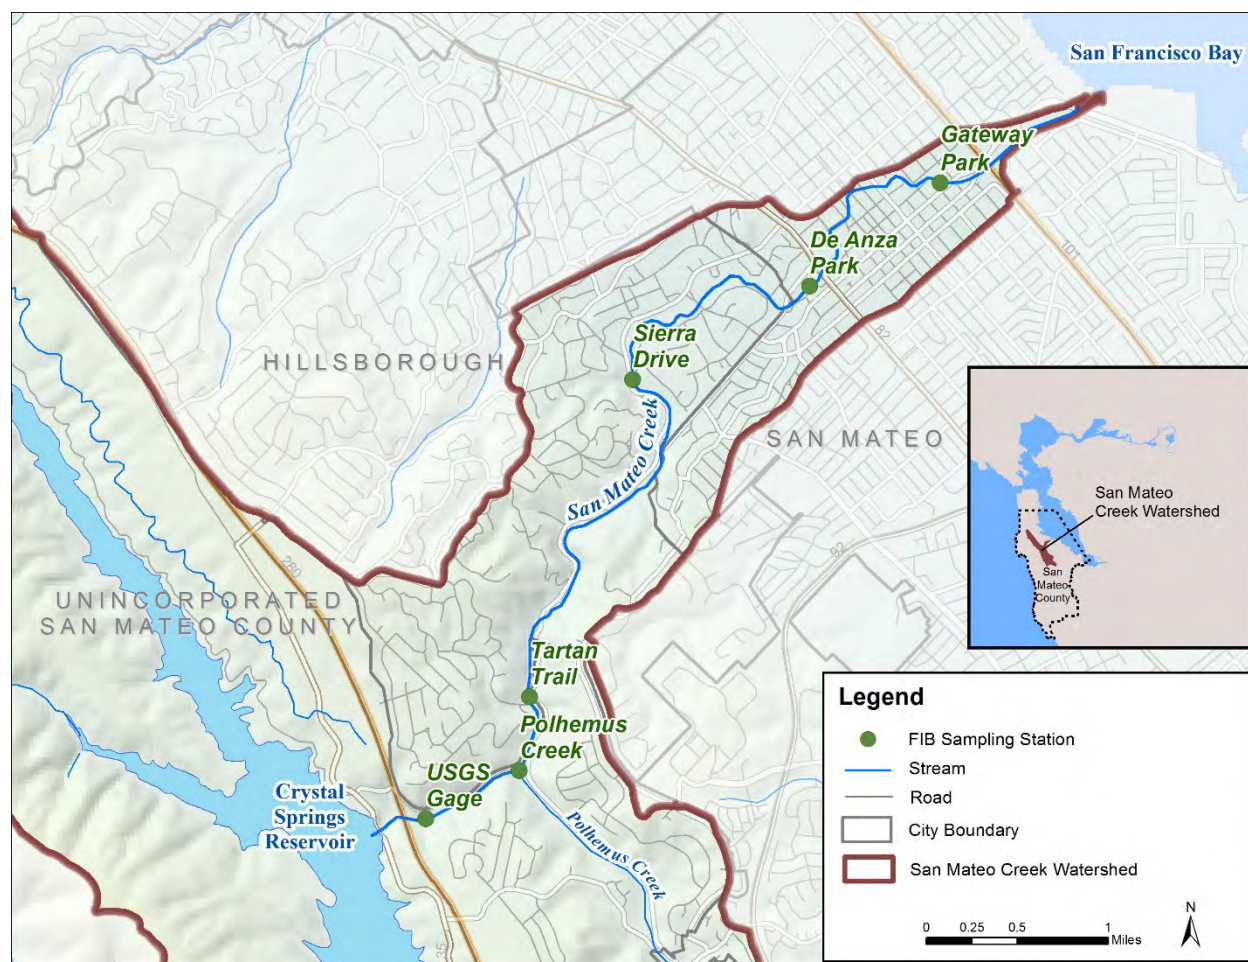 San Francisco Bay
Gateway
Park
De Anza
Park
101
82
Sierra
Drive
HILLSBOROUGH
San Mateo Creek
SAN MATEO
92
280
UNINCORPORATED
SAN MATEO COUNTY
Tartan
Trail
Polhemus
Creek
USGS
Gage
Crystal
Springs
Reservoir
Polhemus Creek
35
San Mateo
Creek Watershed
San
Mateo
County
Legend
FIB Sampling Station
Stream
Road
City Boundary
San Mateo Creek Watershed
N
0 0.25 0.5 1
Miles